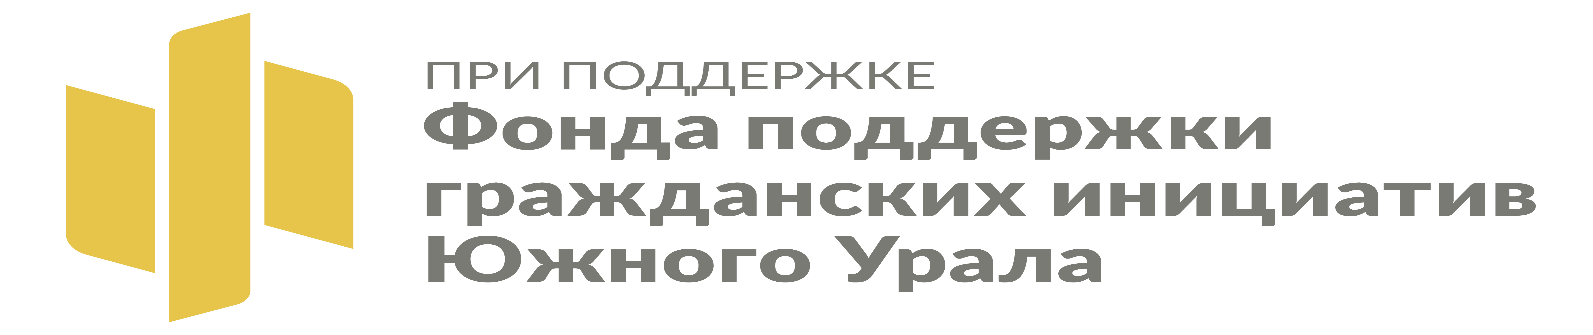 ПРИ ПОДДЕРЖКЕ
Фонда поддержки
гражданских инициатив
Южного Урала